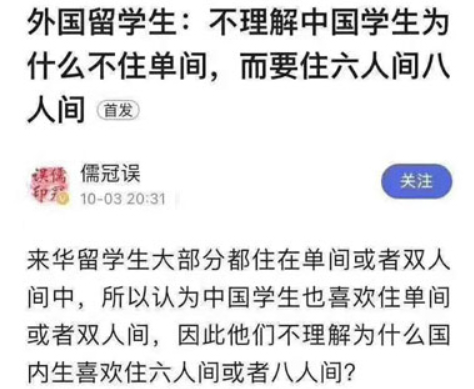 外国留学生：不理解中国学生为
什么不住单间，而要住六人间八
人间 首发
儒冠误
10-03 20:31
关注
来华留学生大部分都住在单间或者双人
间中，所以认为中国学生也喜欢住单间
或者双人间，因此他们不理解为什么国
内生喜欢住六人间或者八人间？